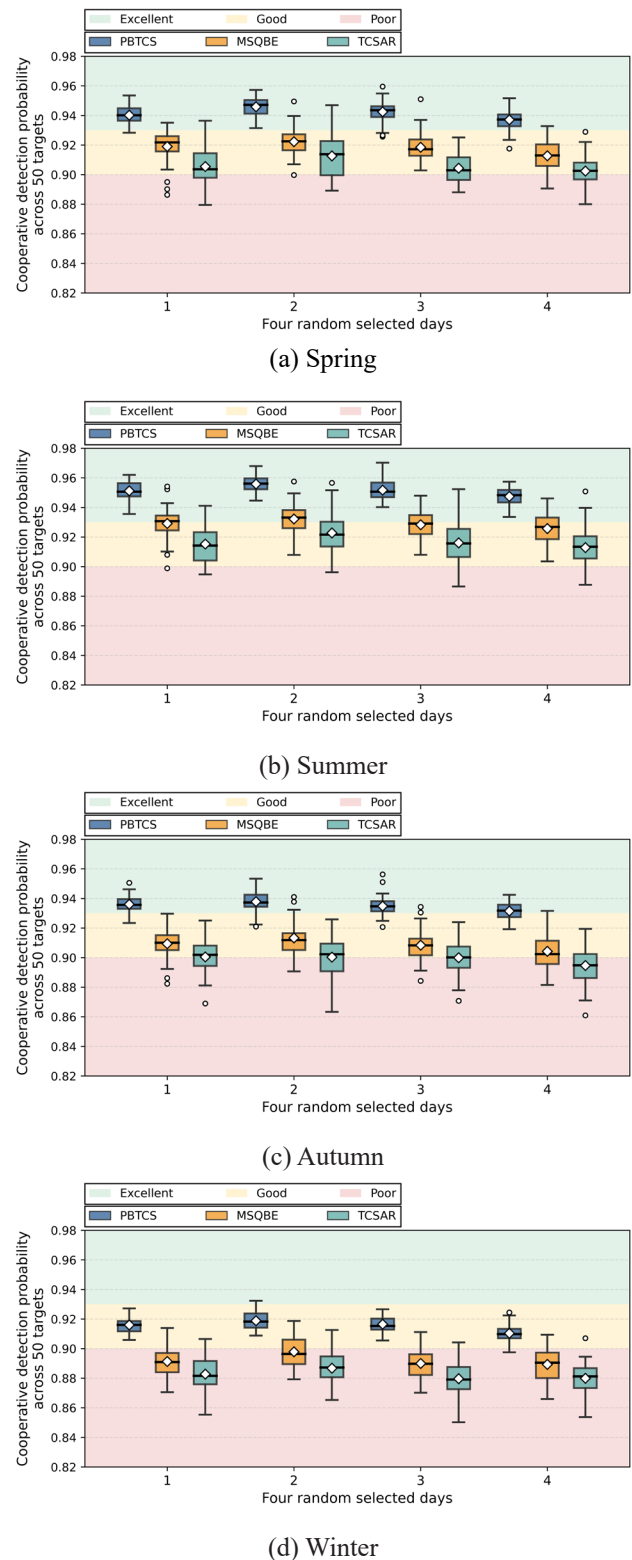 Excellent Good Poor
PBTCS MSQBE TCSAR
Cooperative detection probability
across 50 targets
0.98
0.96
0.94
0.92
0.90
0.88
0.86
0.84
0.82
1 2 3 4
Four random selected days
(a) Spring
Excellent Good Poor
PBTCS MSQBE TCSAR
Cooperative detection probability
across 50 targets
0.98
0.96
0.94
0.92
0.90
0.88
0.86
0.84
0.82
1 2 3 4
Four random selected days
(b) Summer
Excellent Good Poor
PBTCS MSQBE TCSAR
Cooperative detection probability
across 50 targets
0.98
0.96
0.94
0.92
0.90
0.88
0.86
0.84
0.82
1 2 3 4
Four random selected days
(c) Autumn
Excellent Good Poor
PBTCS MSQBE TCSAR
Cooperative detection probability
across 50 targets
0.98
0.96
0.94
0.92
0.90
0.88
0.86
0.84
0.82
1 2 3 4
Four random selected days
(d) Winter